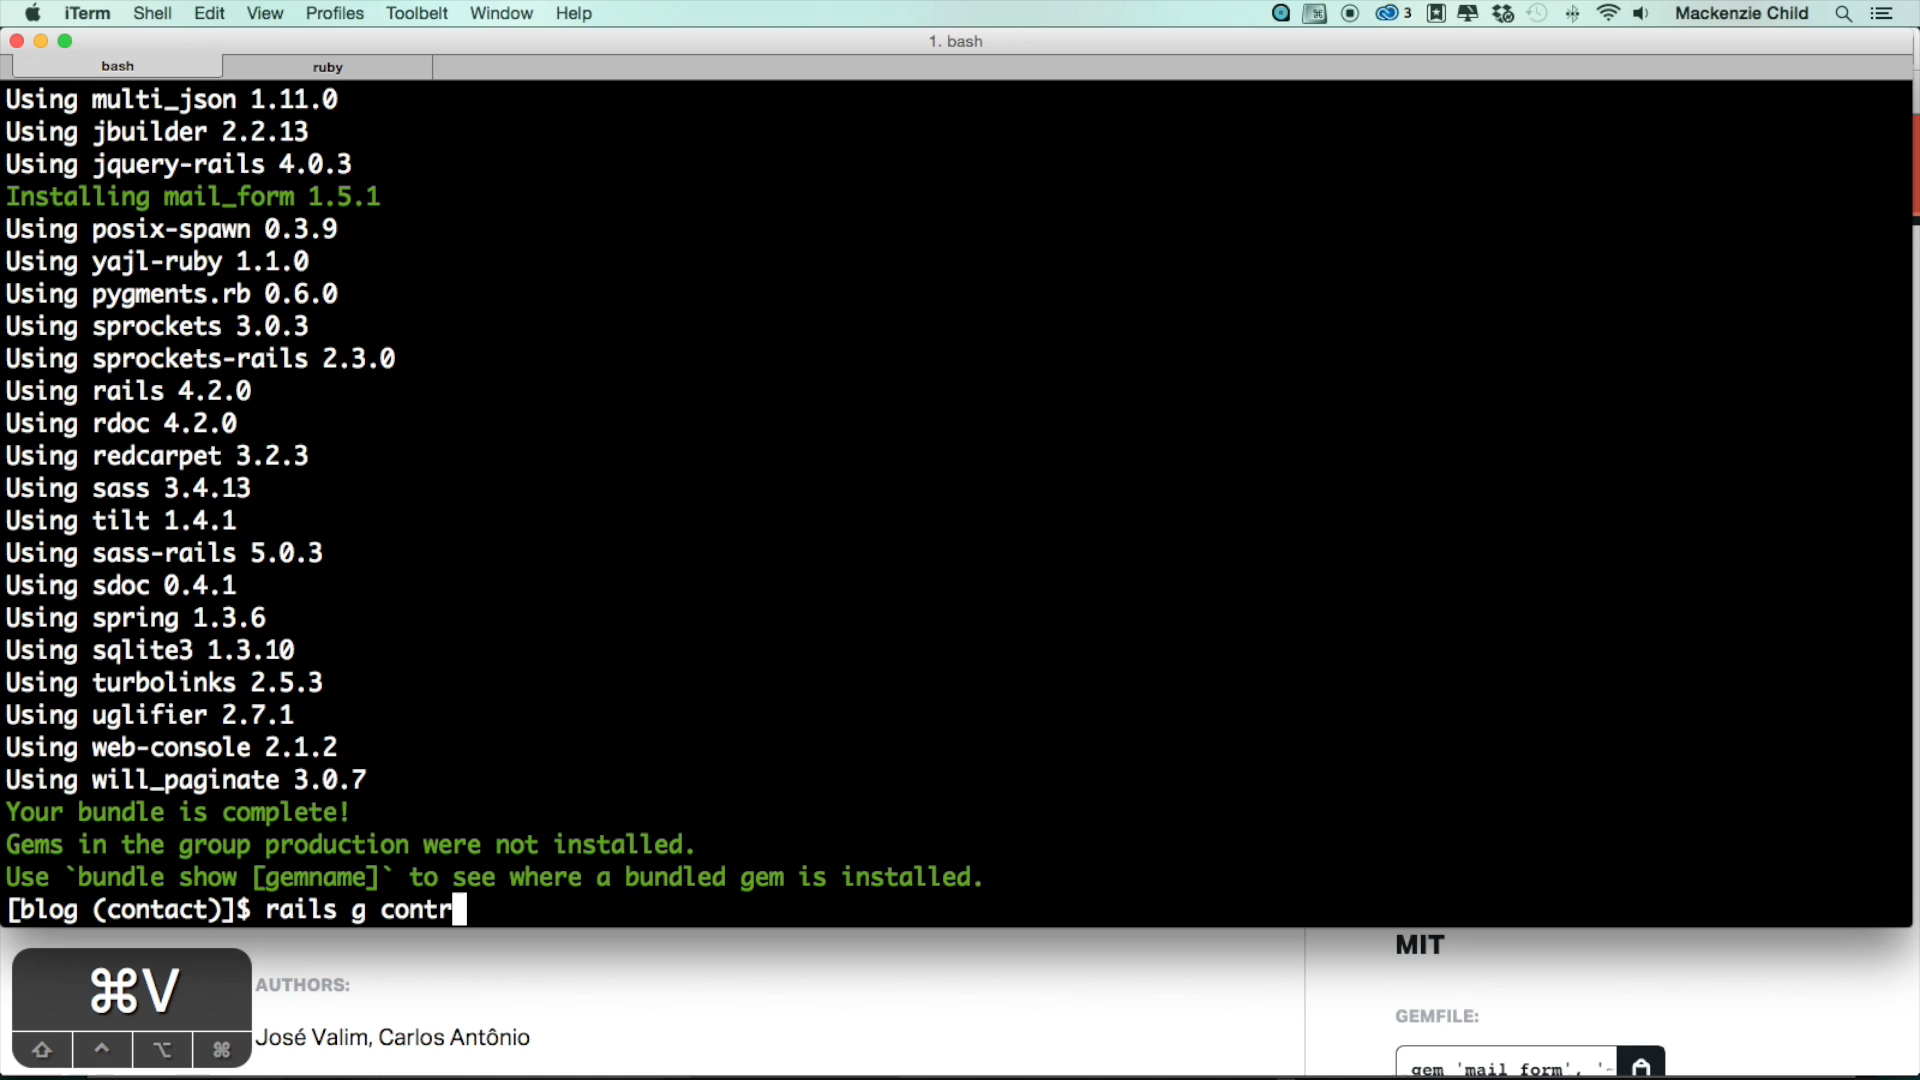 iTerm Shell Edit View Profiles Toolbelt Window Help 3 Mackenzie Child
1. bash
bash ruby
Using multi_json 1.11.0
Using jbuilder 2.2.13
Using jquery-rails 4.0.3
Installing mail_form 1.5.1
Using posix-spawn 0.3.9
Using yajl-ruby 1.1.0
Using pygments.rb 0.6.0
Using sprockets 3.0.3
Using sprockets-rails 2.3.0
Using rails 4.2.0
Using rdoc 4.2.0
Using redcarpet 3.2.3
Using sass 3.4.13
Using tilt 1.4.1
Using sass-rails 5.0.3
Using sdoc 0.4.1
Using spring 1.3.6
Using sqlite3 1.3.10
Using turbolinks 2.5.3
Using uglifier 2.7.1
Using web-console 2.1.2
Using will_paginate 3.0.7
Your bundle is complete!
Gems in the group production were not installed.
Use `bundle show [gemname]` to see where a bundled gem is installed.
[blog (contact)]$ rails g contr
MIT
⌘V
AUTHORS:
GEMFILE:
José Valim, Carlos Antônio
gem 'mail_form', '~